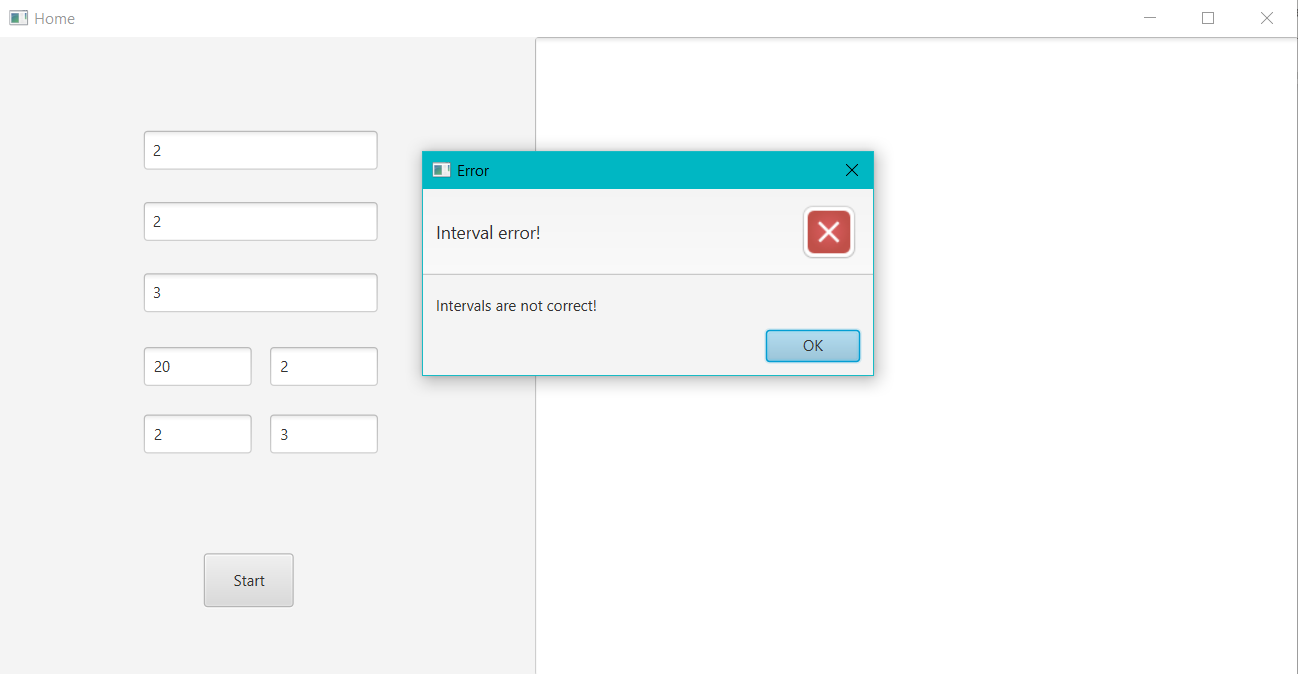 Home
2
2
3
20 2
2 3
Start
Error
Interval error!
Intervals are not correct!
OK